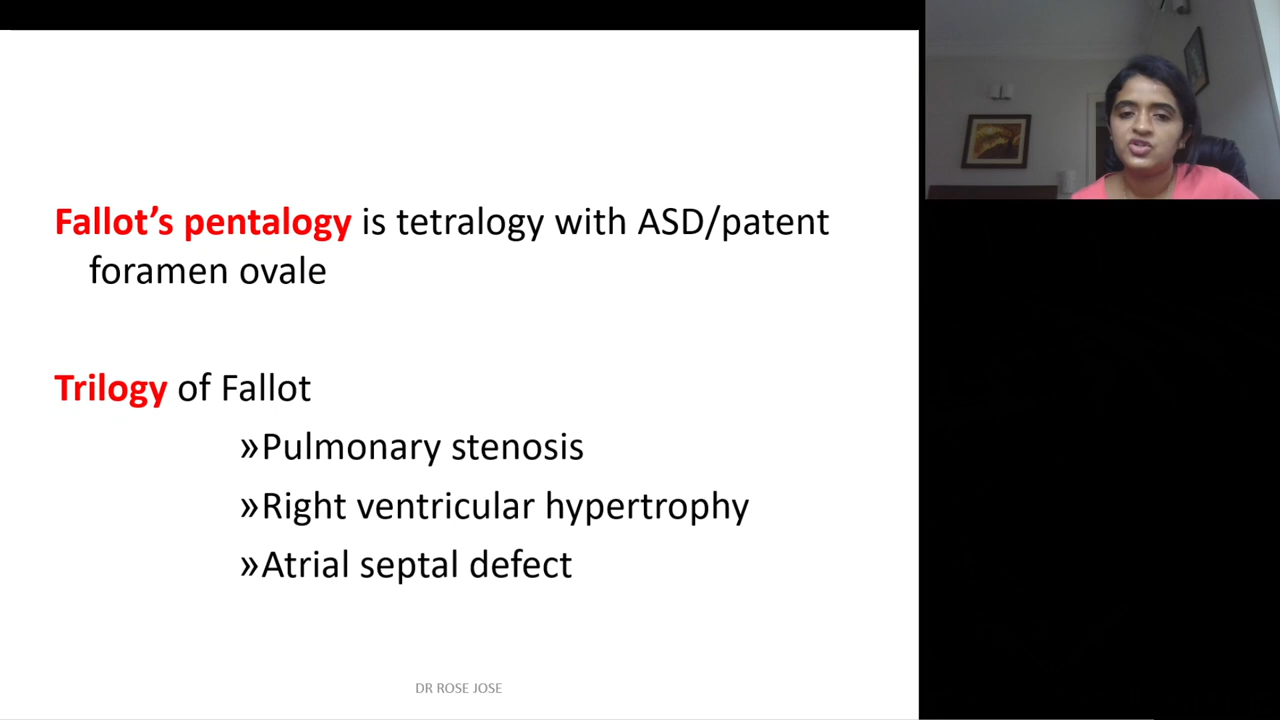 Fallot’s pentalogy is tetralogy with ASD/patent
foramen ovale
Trilogy of Fallot
»Pulmonary stenosis
»Right ventricular hypertrophy
»Atrial septal defect
DR ROSE JOSE